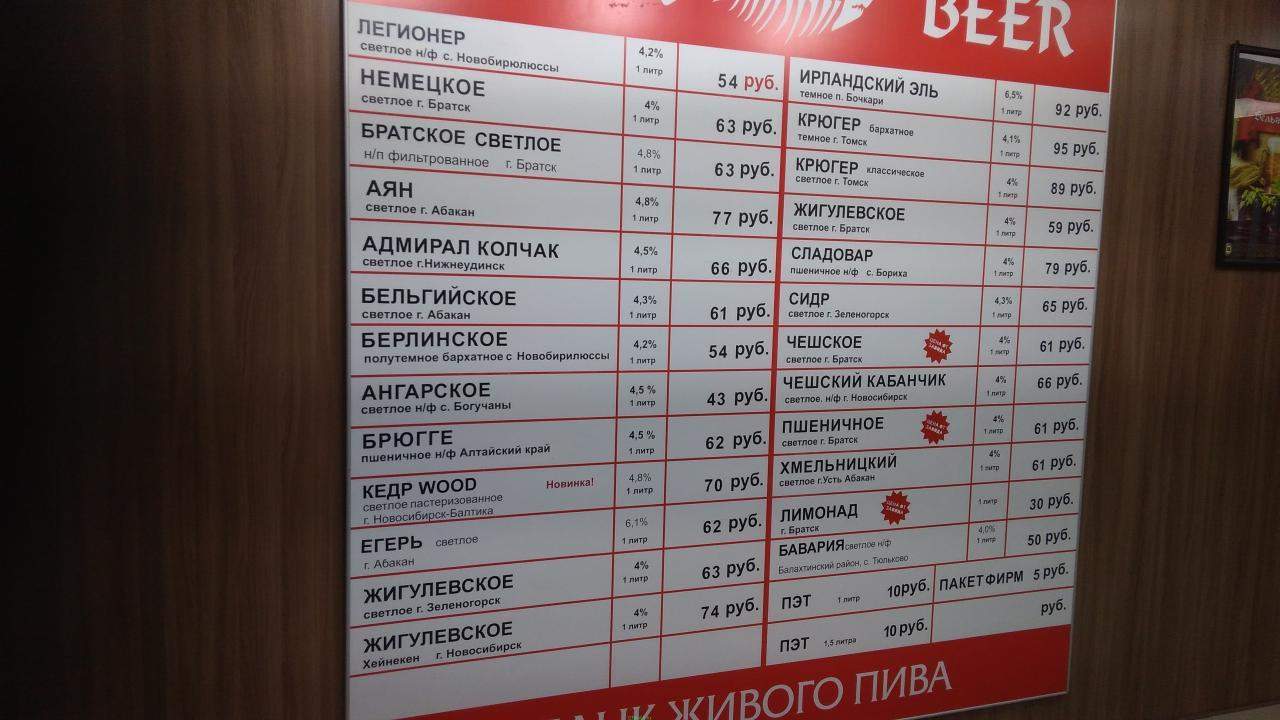 BEER
ЛЕГИОНЕР
светлое н/ф с. Новобирюлюссы
4,2%
1 литр
54 руб.
НЕМЕЦКОЕ
светлое г. Братск
4%
1 литр
63 руб.
БРАТСКОЕ СВЕТЛОЕ
н/п фильтрованное г. Братск
4,8%
1 литр
63 руб.
АЯН
светлое г. Абакан
4,8%
1 литр
77 руб.
АДМИРАЛ КОЛЧАК
светлое г.Нижнеудинск
4,5%
1 литр
66 руб.
БЕЛЬГИЙСКОЕ
светлое г. Абакан
4,3%
1 литр
61 руб.
БЕРЛИНСКОЕ
полутемное бархатное с Новобирилюссы
4,2%
1 литр
54 руб.
АНГАРСКОЕ
светлое н/ф с. Богучаны
4,5 %
1 литр
43 руб.
БРЮГГЕ
пшеничное н/ф Алтайский край
4,5 %
1 литр
62 руб.
КЕДР WOOD Новинка!
светлое пастеризованное
г. Новосибирск-Балтика
4,8%
1 литр
70 руб.
ЕГЕРЬ светлое
г. Абакан
6,1%
1 литр
62 руб.
ЖИГУЛЕВСКОЕ
светлое г. Зеленогорск
4%
1 литр
63 руб.
ЖИГУЛЕВСКОЕ
Хейнекен г. Новосибирск
4%
1 литр
74 руб.
ИРЛАНДСКИЙ ЭЛЬ
темное п. Бочкари
6,5%
1 литр
92 руб.
КРЮГЕР бархатное
темное г. Томск
4,1%
1 литр
95 руб.
КРЮГЕР классическое
светлое г. Томск
4%
1 литр
89 руб.
ЖИГУЛЕВСКОЕ
светлое г. Братск
4%
1 литр
59 руб.
СЛАДОВАР
пшеничное н/ф с. Бориха
4%
1 литр
79 руб.
СИДР
светлое г. Зеленогорск
4,3%
1 литр
65 руб.
ЧЕШСКОЕ
светлое г. Братск
ЦЕНА ОТ
ЗАВОДА
4%
1 литр
61 руб.
ЧЕШСКИЙ КАБАНЧИК
светлое. н/ф г. Новосибирск
4%
1 литр
66 руб.
ПШЕНИЧНОЕ
светлое г. Братск
ЦЕНА ОТ
ЗАВОДА
4%
1 литр
61 руб.
ХМЕЛЬНИЦКИЙ
светлое г.Усть Абакан
4%
1 литр
61 руб.
ЛИМОНАД
г. Братск
ЦЕНА ОТ
ЗАВОДА
1 литр
30 руб.
БАВАРИЯ светлое н/ф
Балахтинский район, с. Тюльково
4,0%
1 литр
50 руб.
ПЭТ 1 литр 10руб.
ПАКЕТ ФИРМ 5 руб.
ПЭТ 1,5 литра 10 руб.
руб.
ЖИВОГО ПИВА